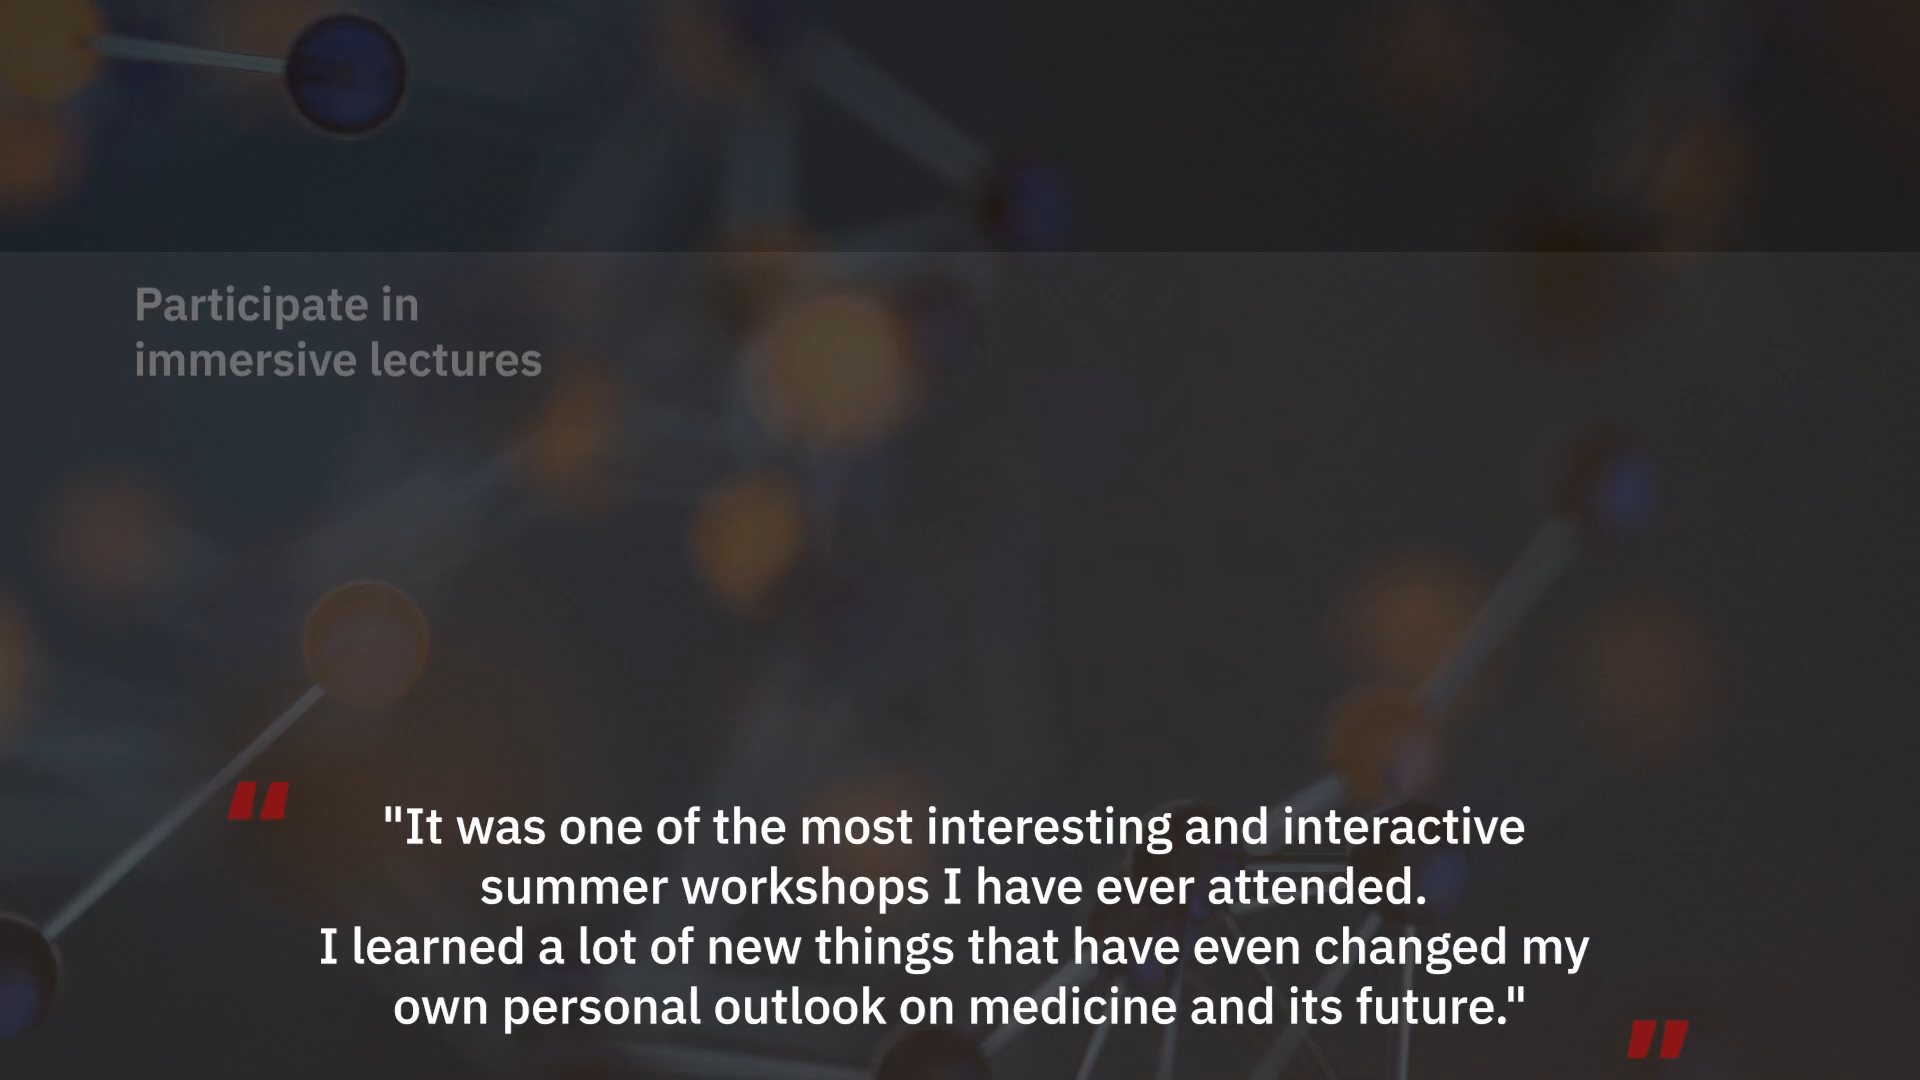 Participate in
immersive lectures
"It was one of the most interesting and interactive
summer workshops I have ever attended.
I learned a lot of new things that have even changed my
own personal outlook on medicine and its future."